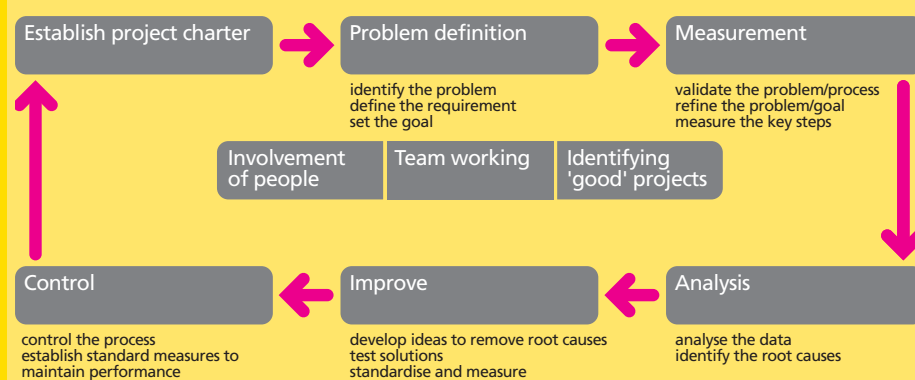 Establish project charter
Problem definition
Measurement
identify the problem
define the requirement
set the goal
validate the problem/process
refine the problem/goal
measure the key steps
Involvement
of people
Team working
Identifying
'good' projects
Control
Improve
Analysis
control the process
establish standard measures to
maintain performance
develop ideas to remove root causes
test solutions
standardise and measure
analyse the data
identify the root causes